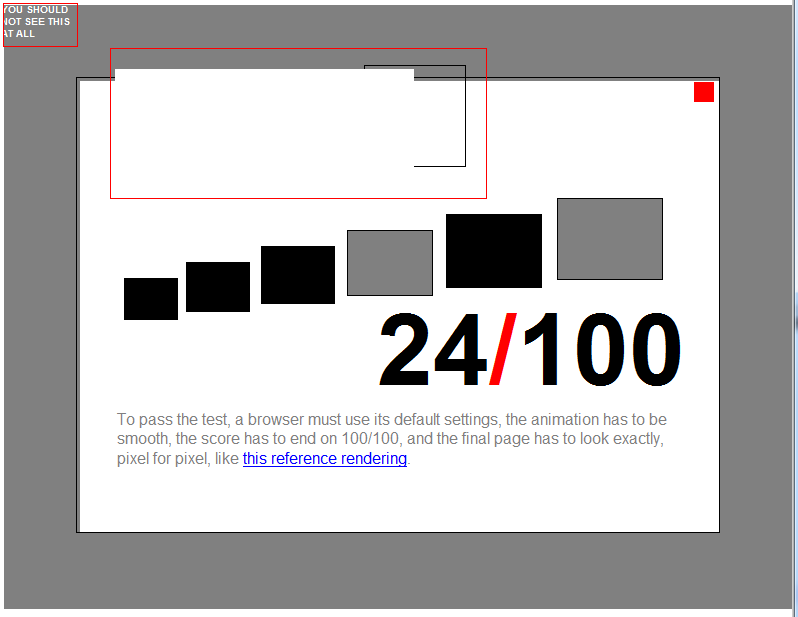 YOU SHOULD
NOT SEE THIS
AT ALL
24/100
To pass the test, a browser must use its default settings, the animation has to be
smooth, the score has to end on 100/100, and the final page has to look exactly,
pixel for pixel, like this reference rendering.